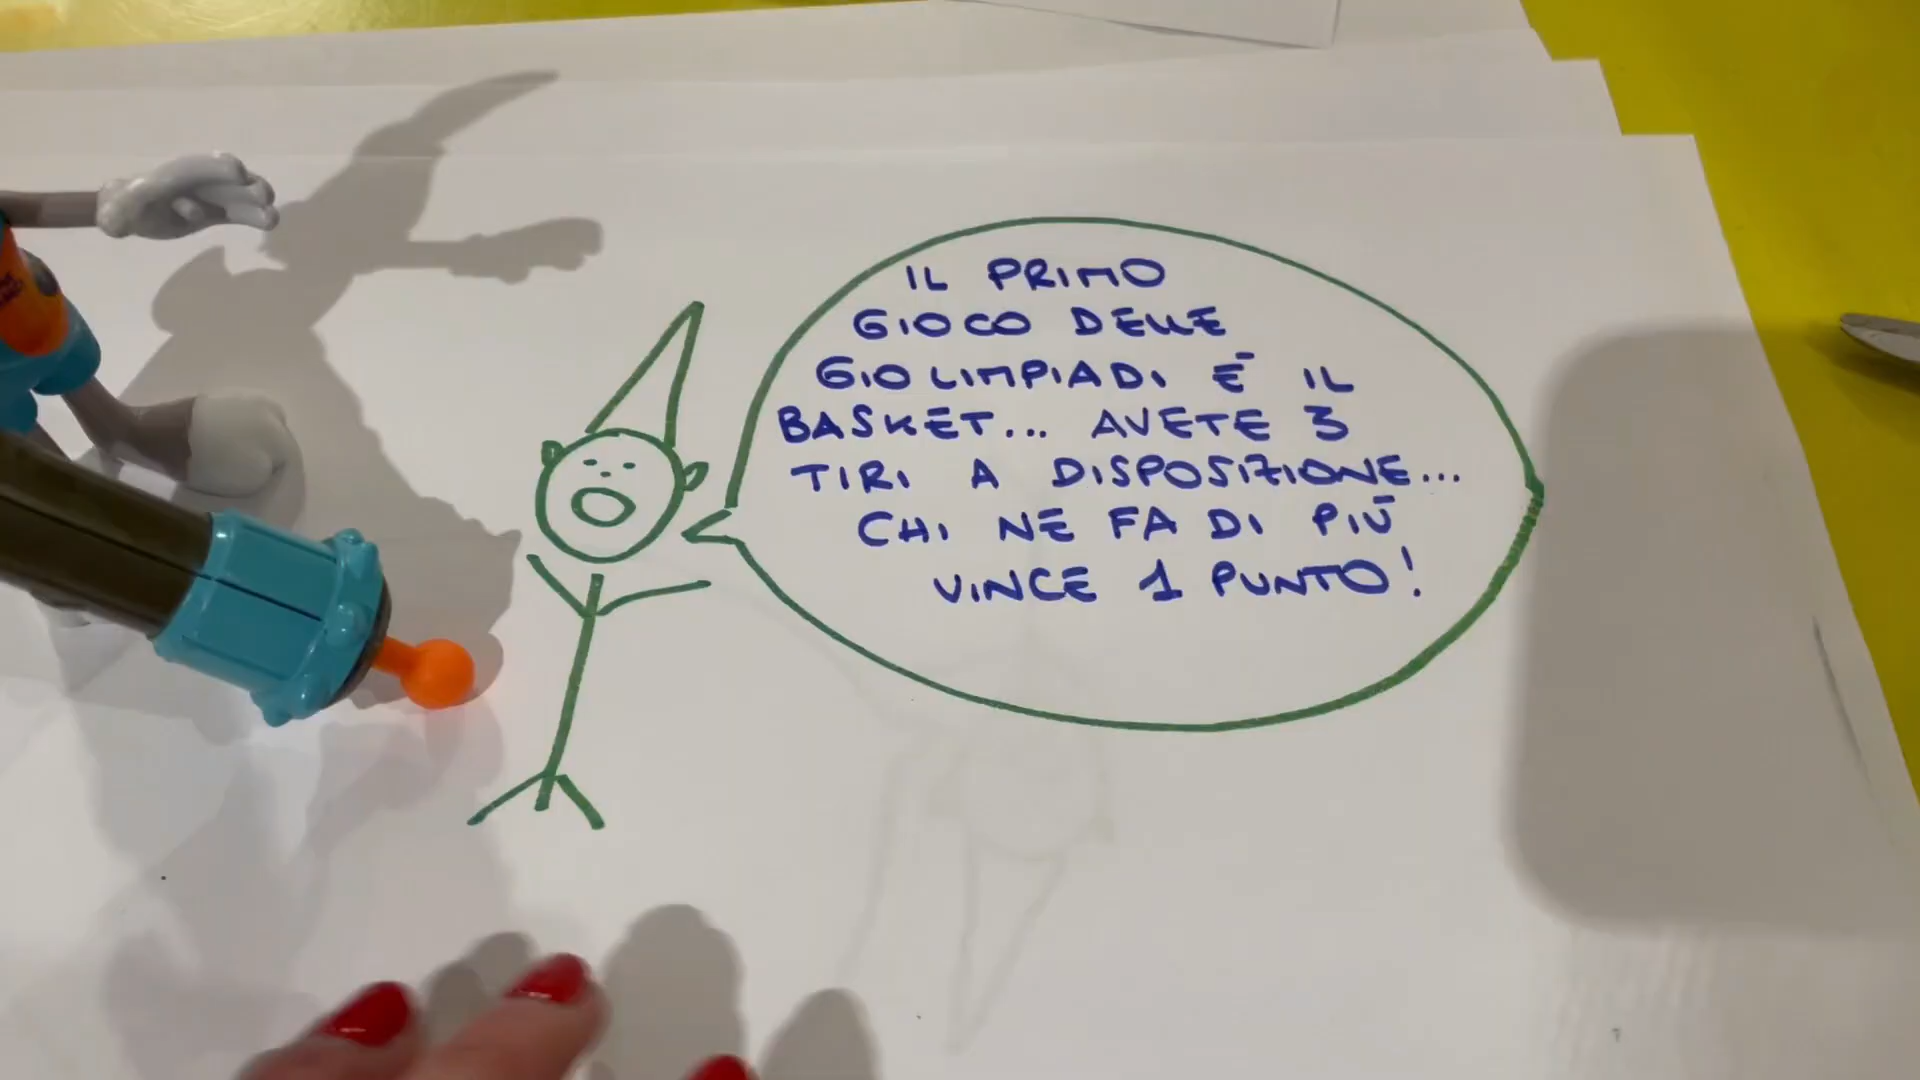 IL PRIMO
GIOCO DELLE
GIOLIMPIADI È IL
BASKET... AVETE 3
TIRI A DISPOSIZIONE...
CHI NE FA DI PIÙ
VINCE 1 PUNTO!